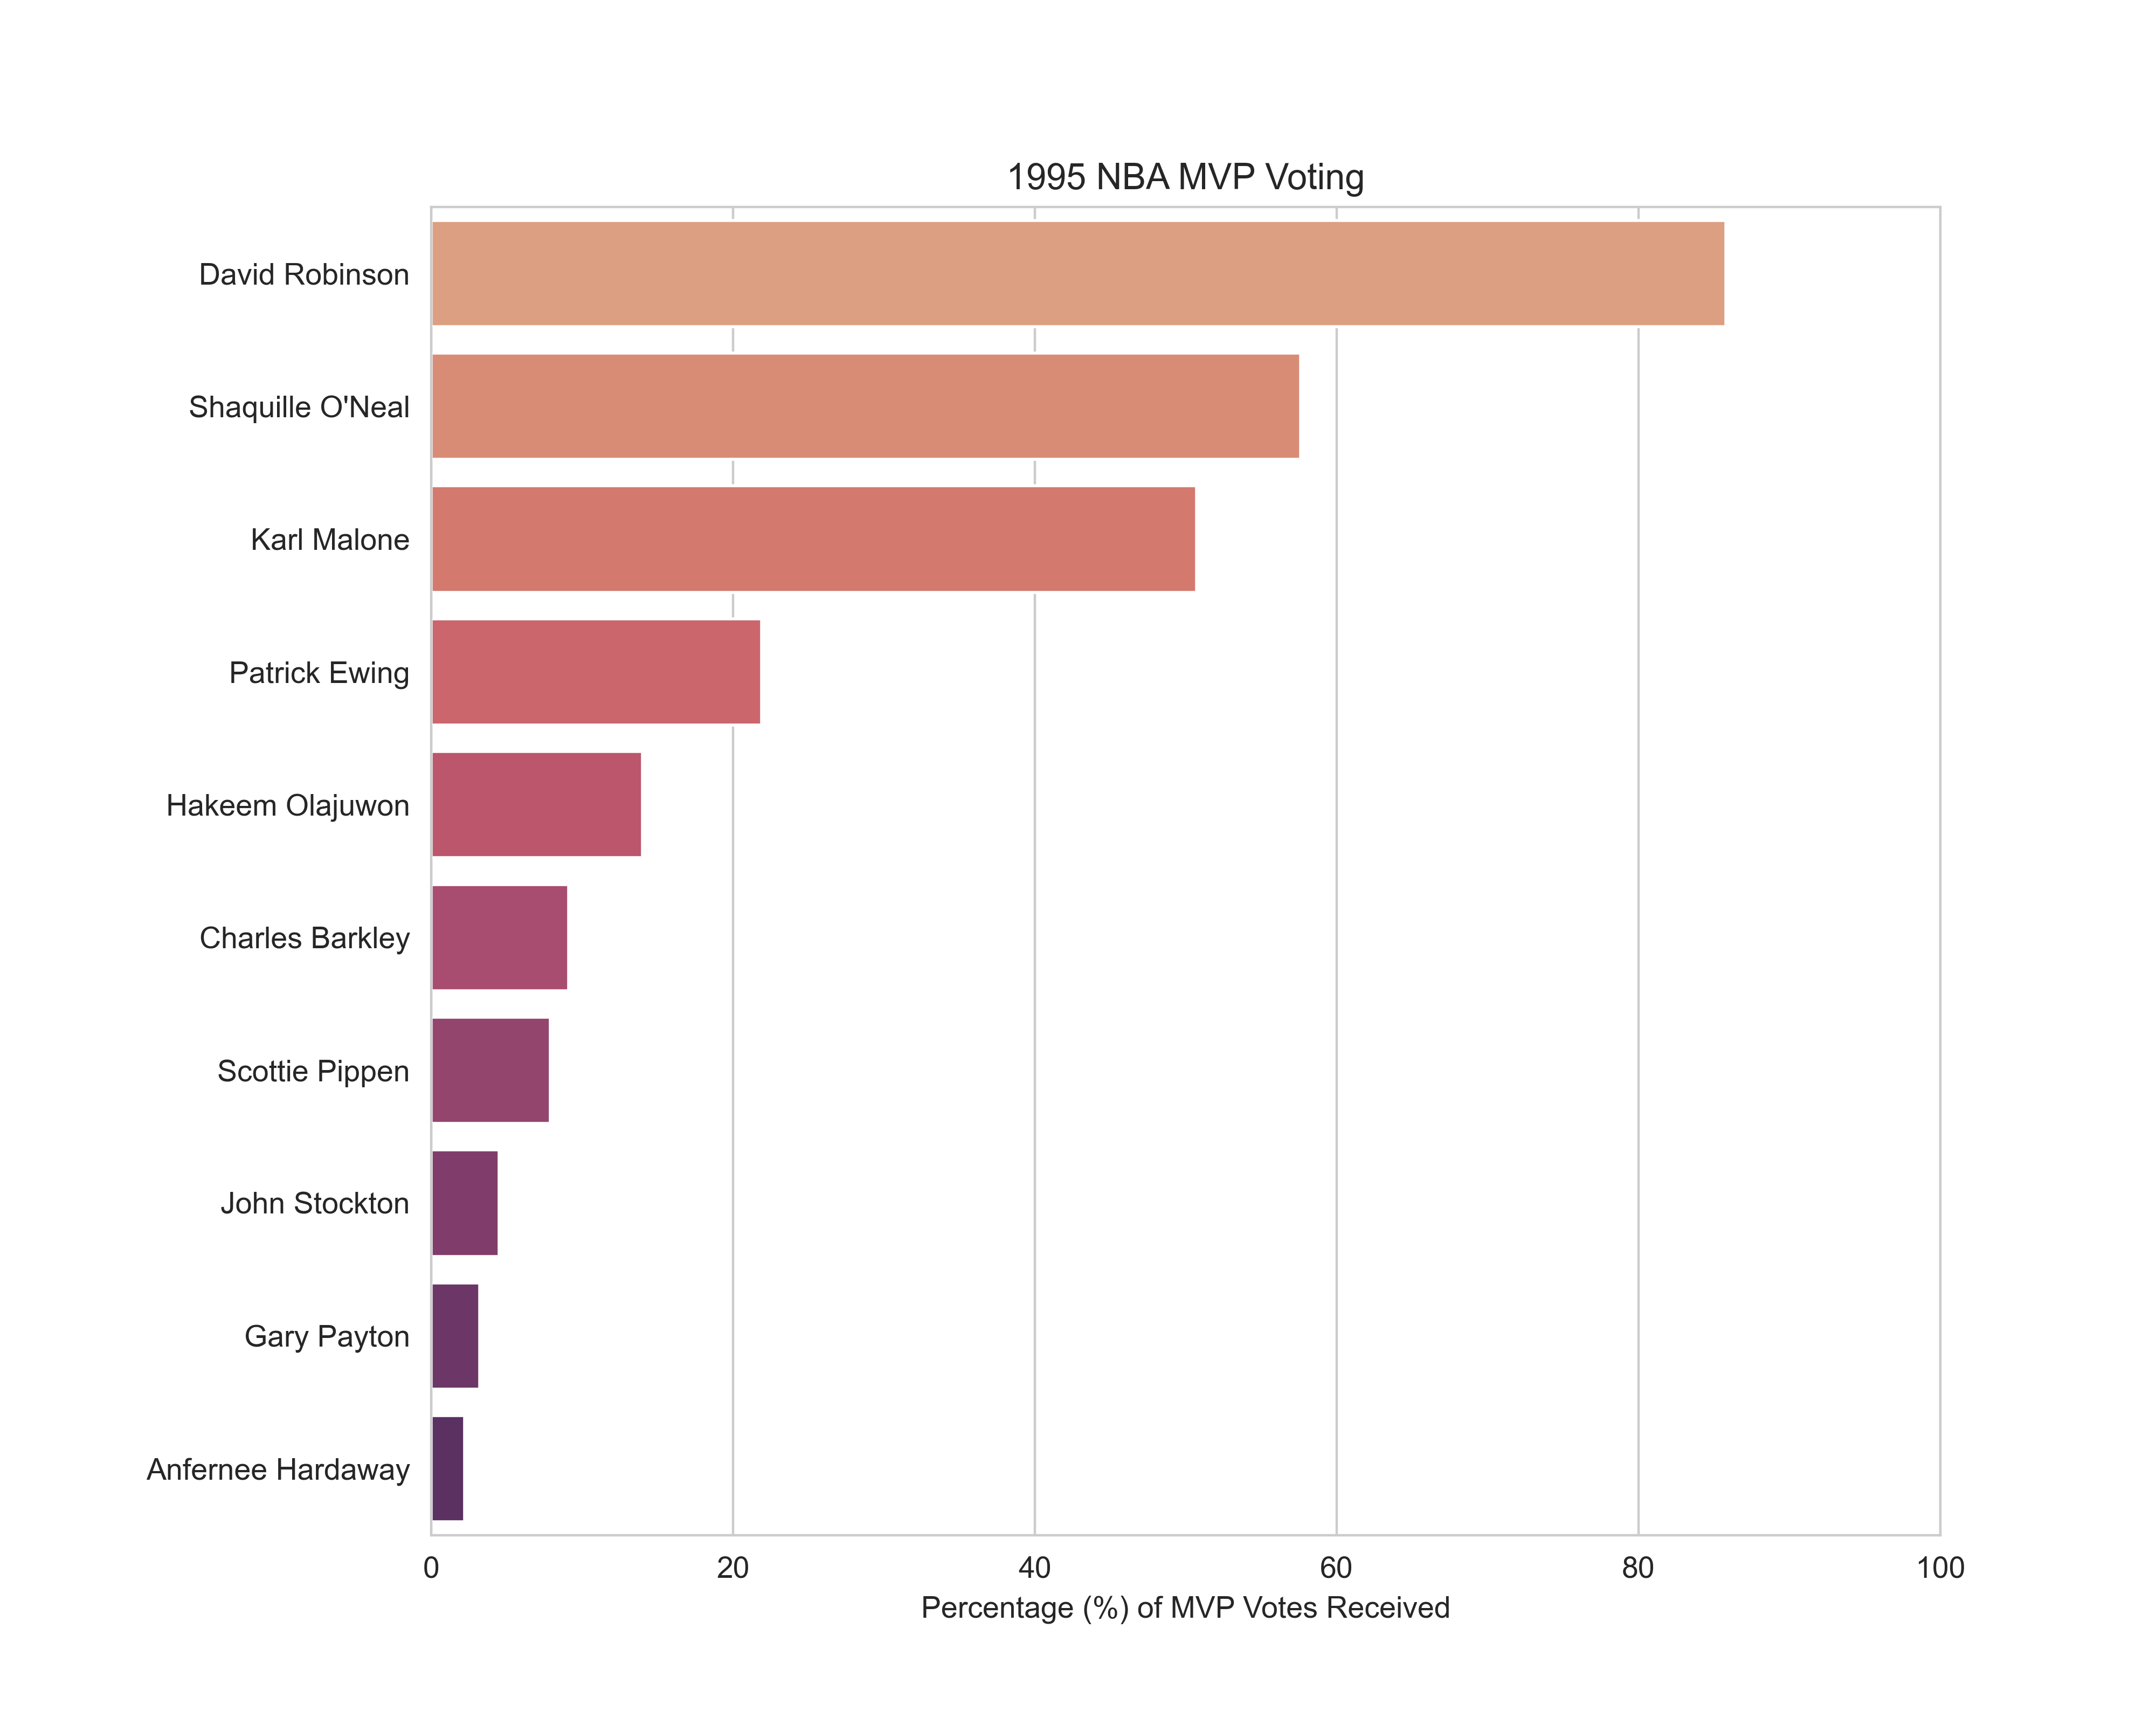 1995 NBA MVP Voting
David Robinson
Shaquille O'Neal
Karl Malone
Patrick Ewing
Hakeem Olajuwon
Charles Barkley
Scottie Pippen
John Stockton
Gary Payton
Anfernee Hardaway
0 20 40 60 80 100
Percentage (%) of MVP Votes Received